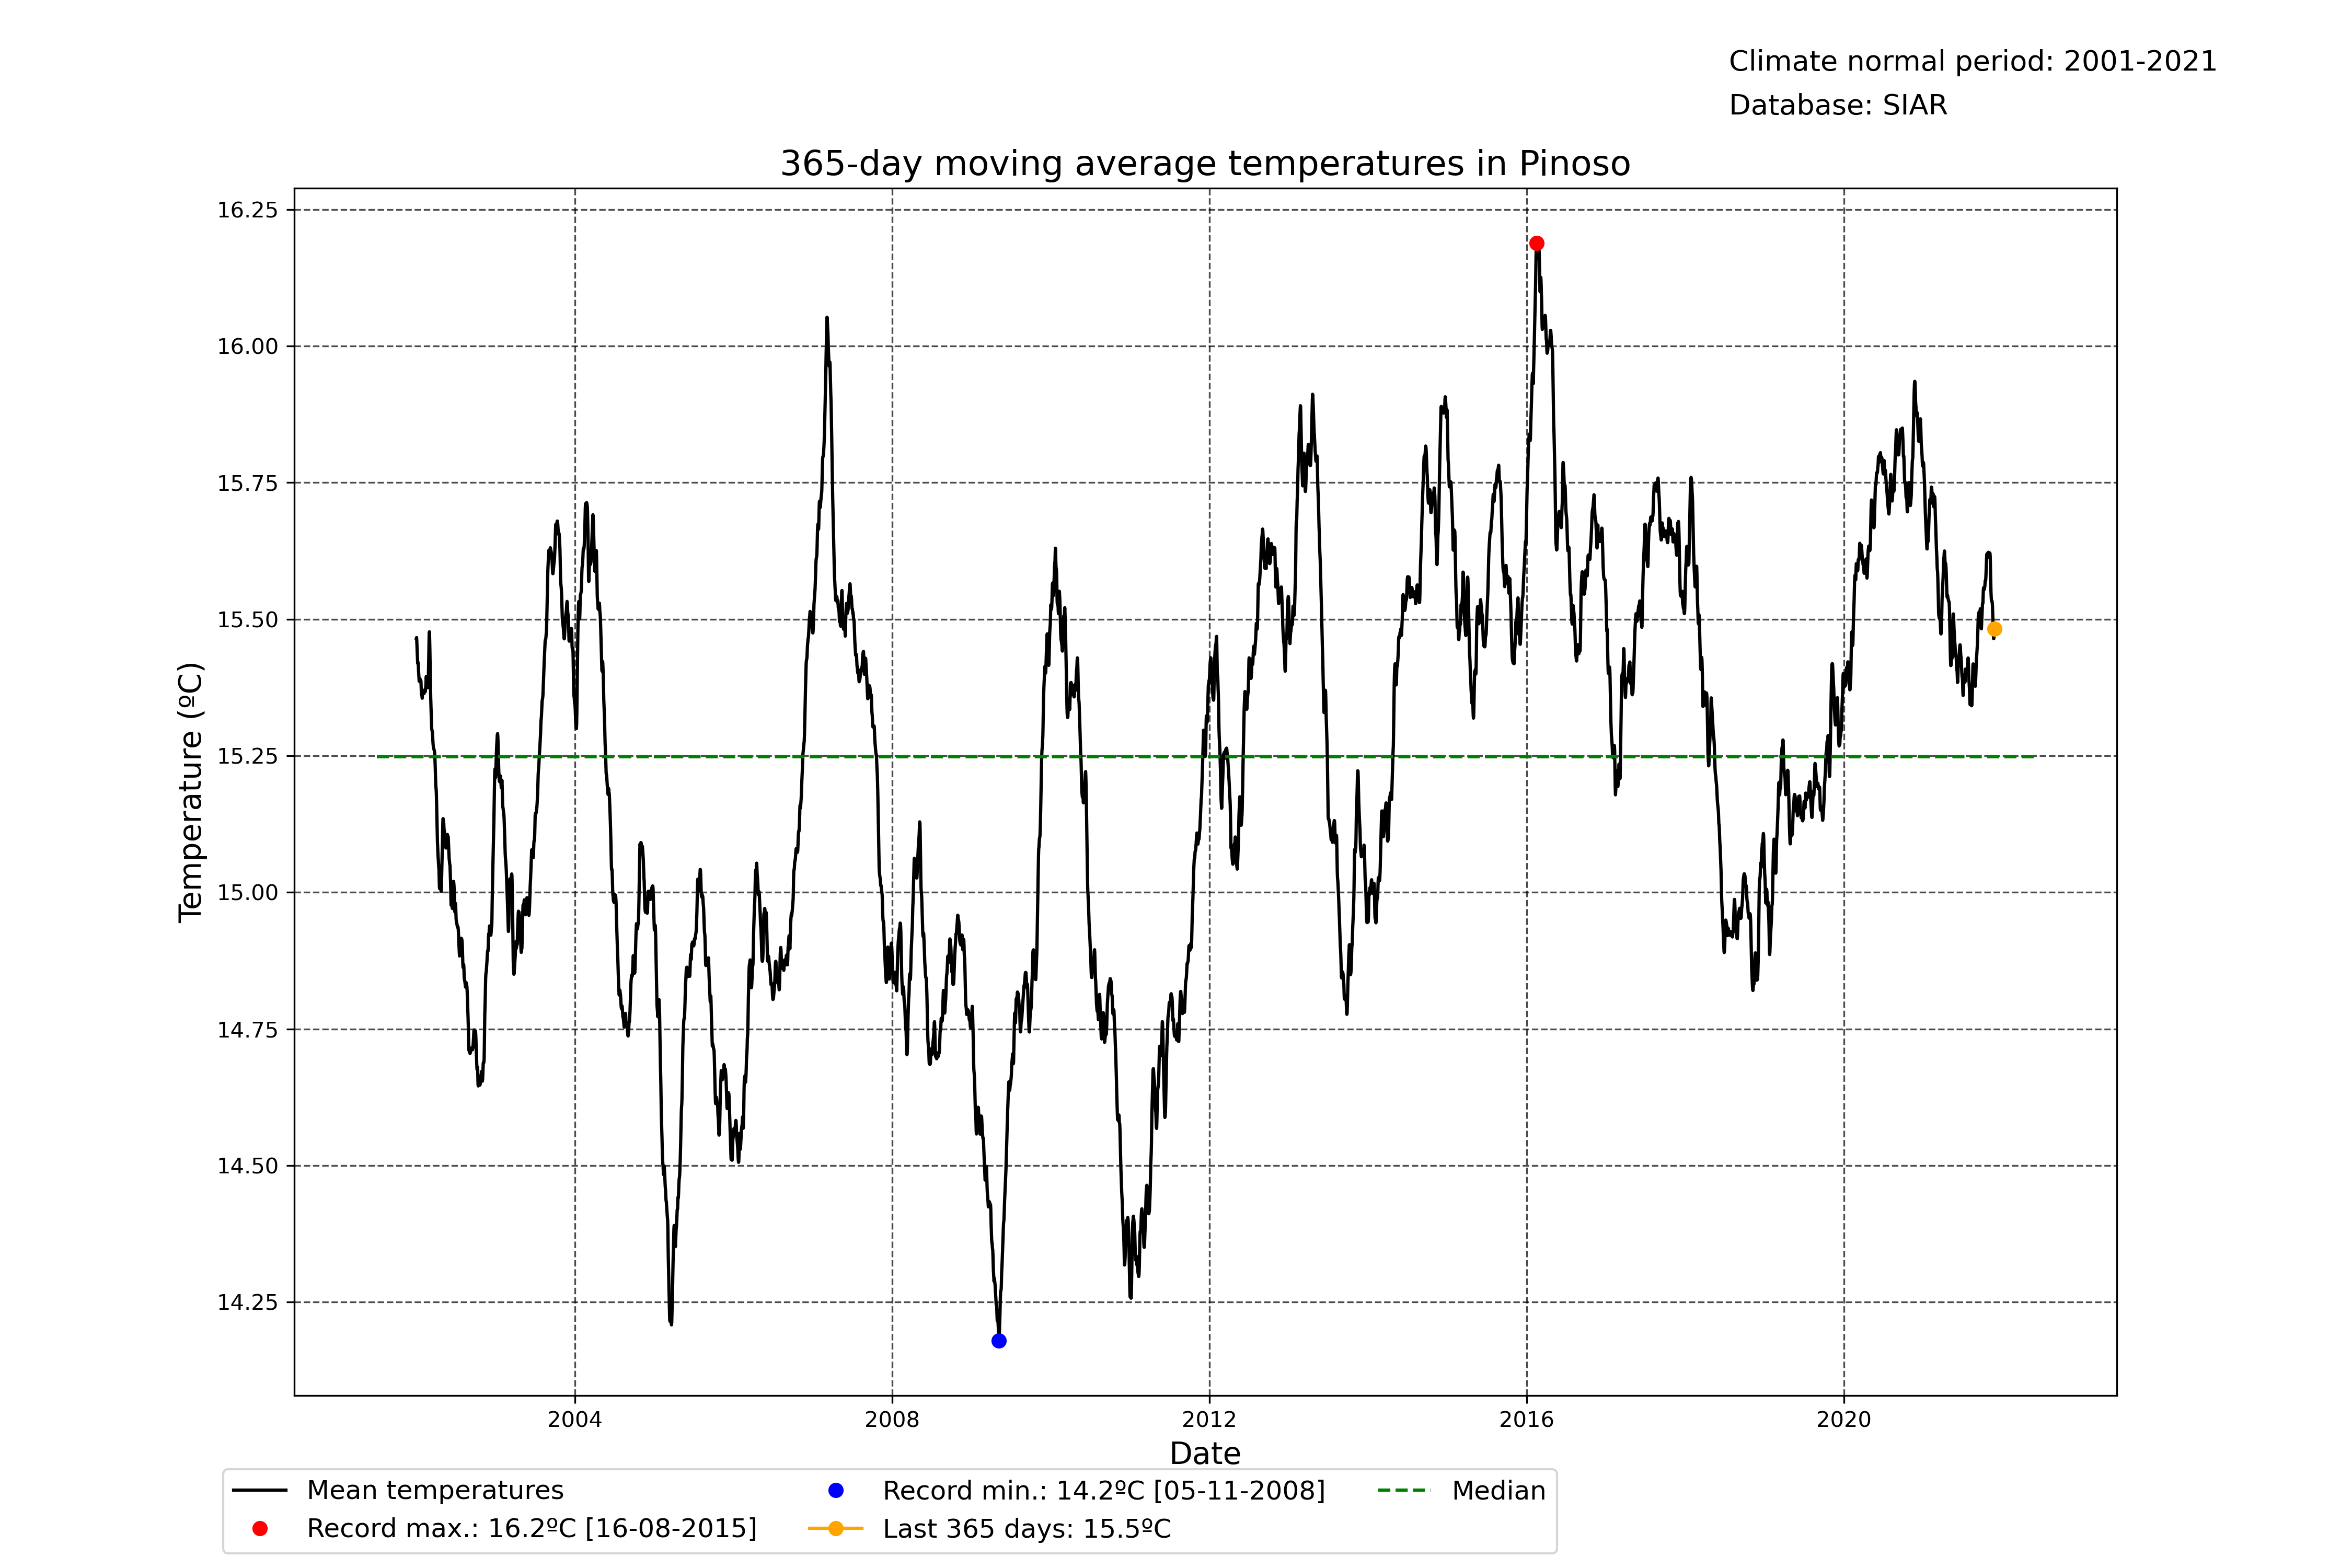 Climate normal period: 2001-2021
Database: SIAR
365-day moving average temperatures in Pinoso
16.25
16.00
15.75
15.50
15.25
15.00
14.75
14.50
14.25
Temperature (ºC)
2004 2008 2012 2016 2020
Date
Mean temperatures
Record max.: 16.2ºC [16-08-2015]
Record min.: 14.2ºC [05-11-2008]
Last 365 days: 15.5ºC
Median